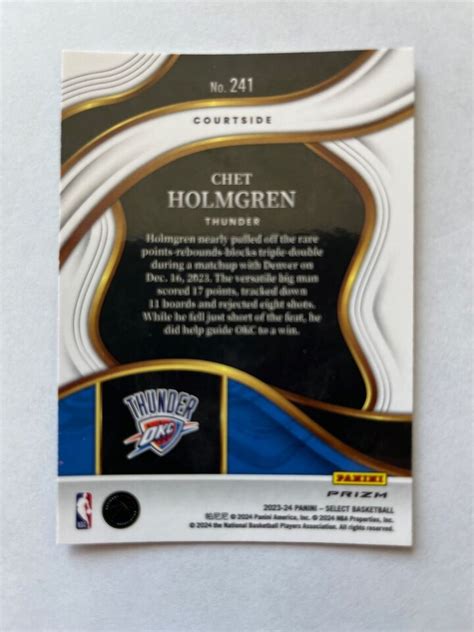 No. 241
COURTSIDE
CHET
HOLMGREN
THUNDER
Holmgren nearly pulled off the rare
points-rebounds-blocks triple-double
during a matchup with Denver on
Dec. 16, 2023. The versatile big man
scored 17 points, tracked down
11 boards and rejected eight shots.
While he fell just short of the feat, he
did help guide OKC to a win.
THUNDER
OKC
PANINI
PRIZM
NBA
2023-24 PANINI – SELECT BASKETBALL
帕尼尼 © 2024 Panini America, Inc. © 2024 NBA Properties, Inc.
© 2024 the National Basketball Players Association. All rights reserved.